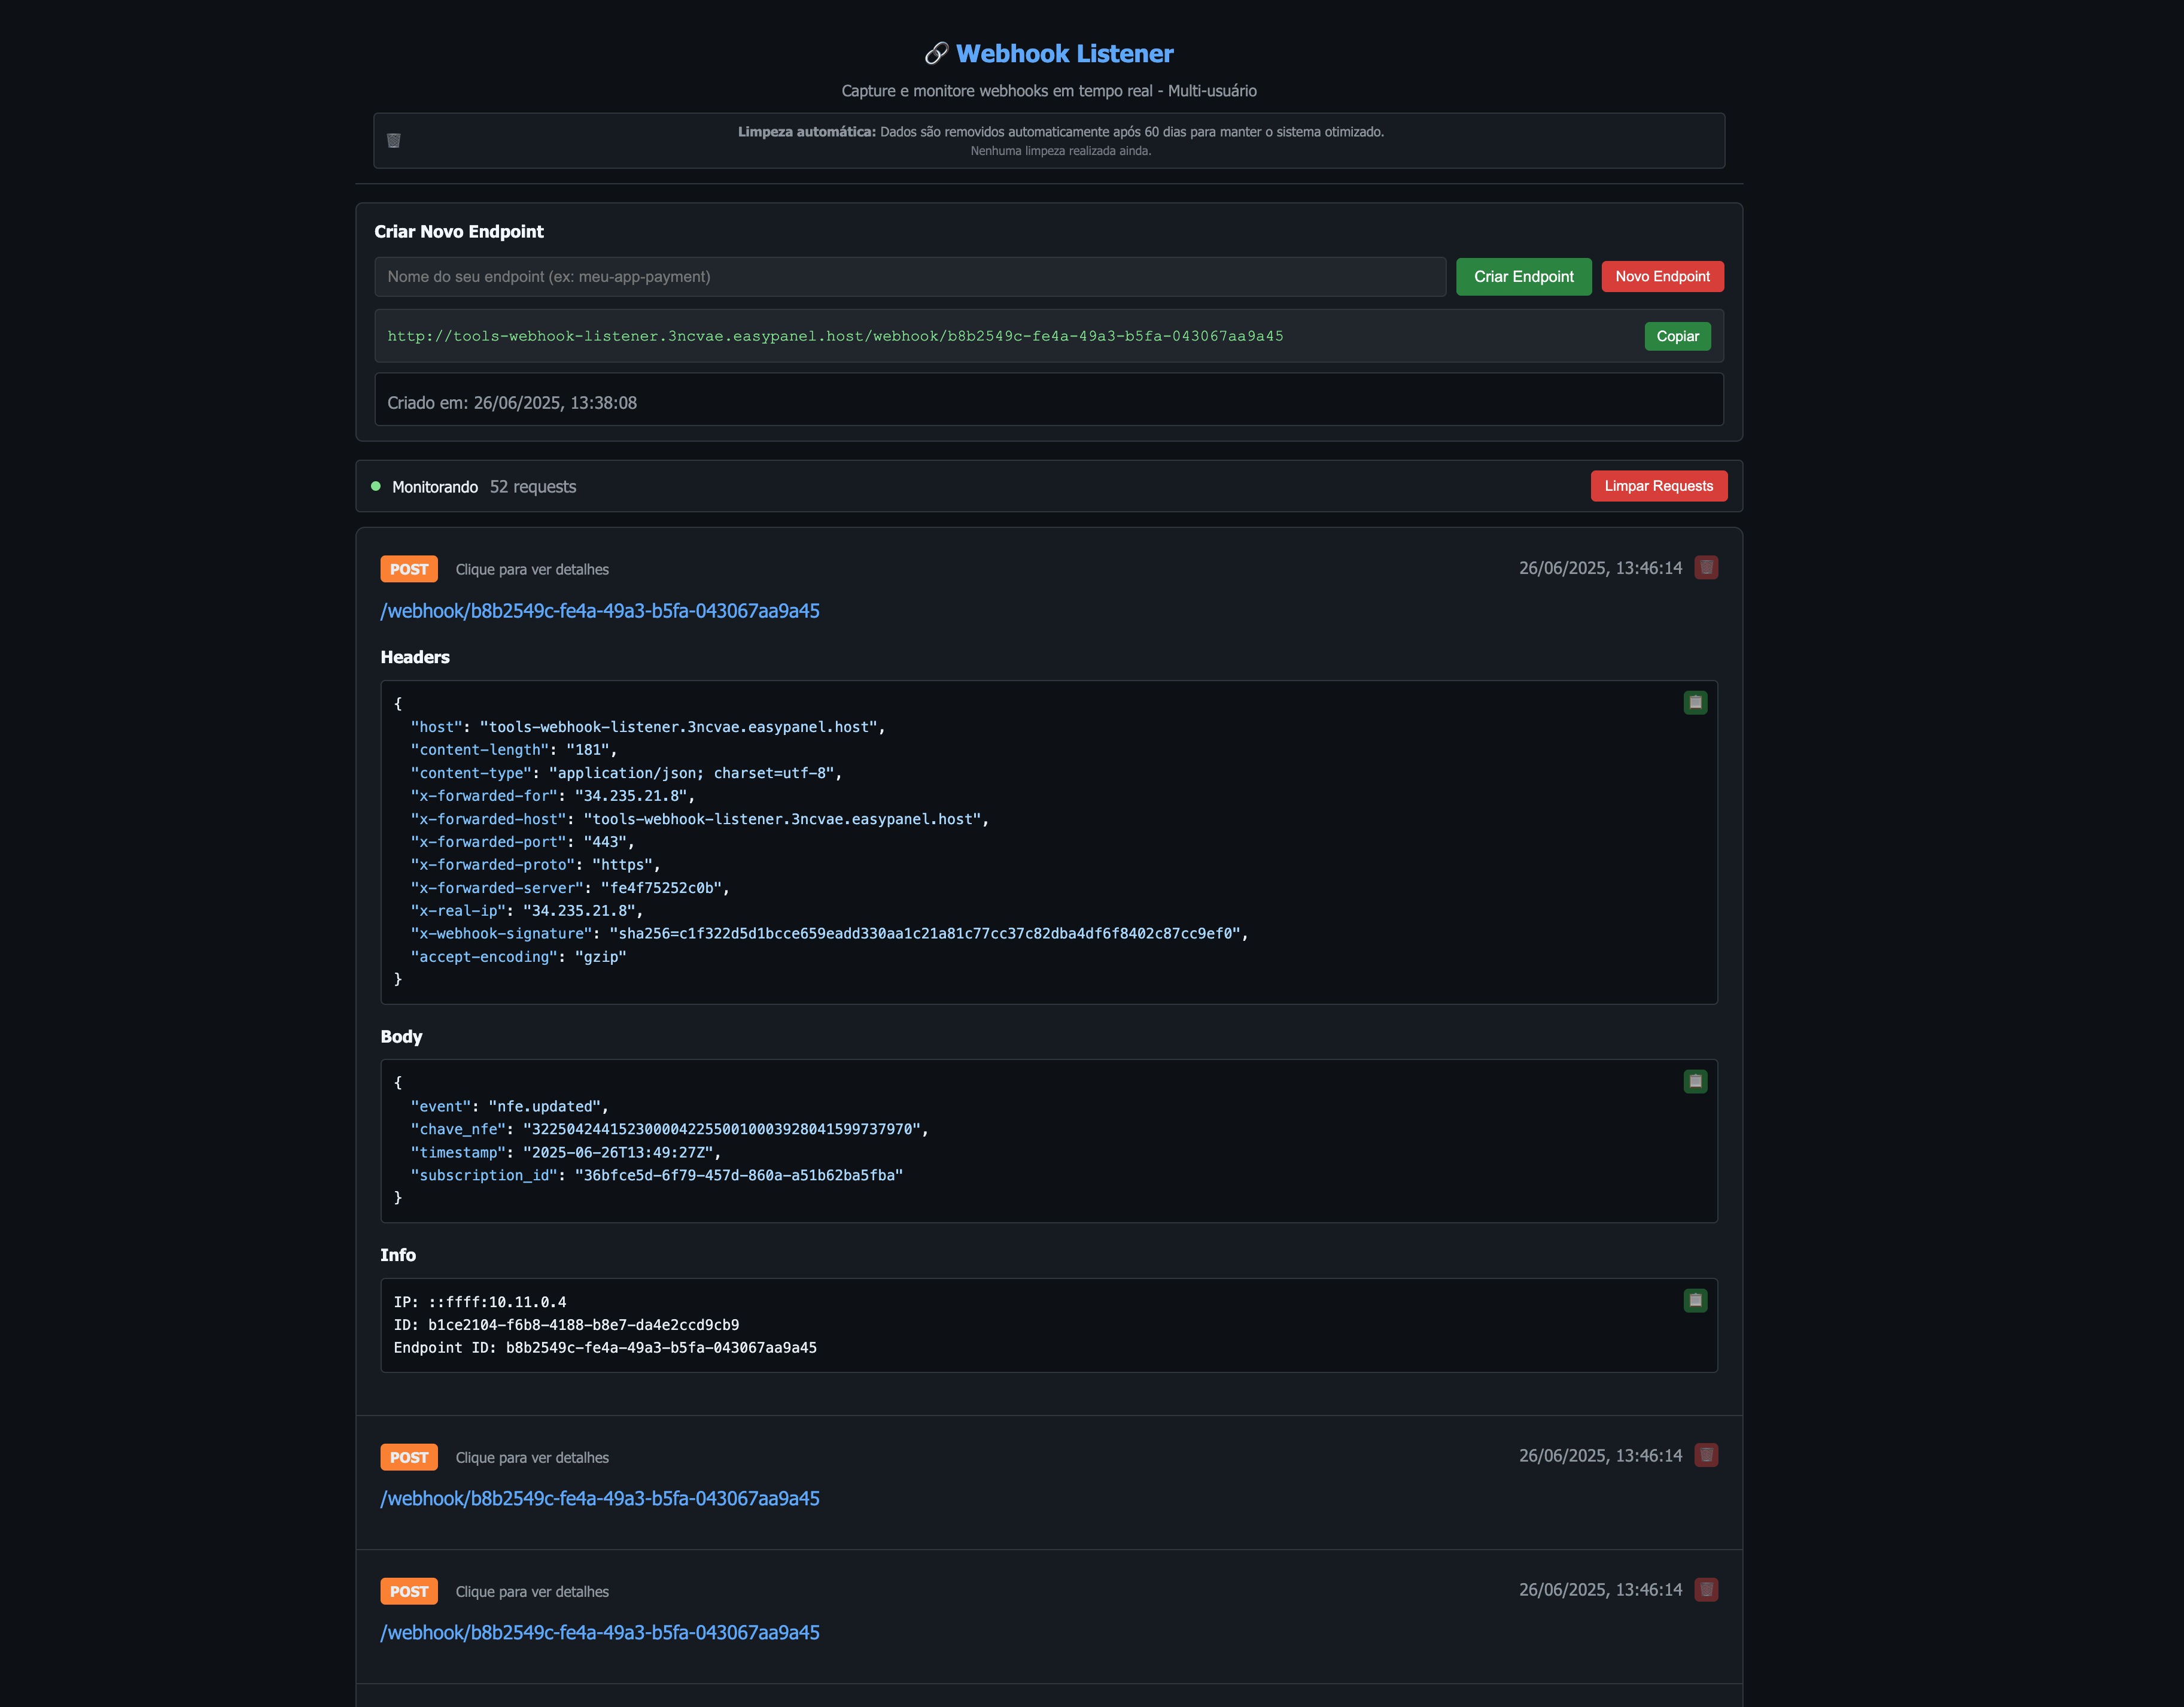 🔗 Webhook Listener
Capture e monitore webhooks em tempo real - Multi-usuário
Limpeza automática: Dados são removidos automaticamente após 60 dias para manter o sistema otimizado.
Nenhuma limpeza realizada ainda.
Criar Novo Endpoint
Nome do seu endpoint (ex: meu-app-payment)
Criar Endpoint
Novo Endpoint
http://tools-webhook-listener.3ncvae.easypanel.host/webhook/b8b2549c-fe4a-49a3-b5fa-043067aa9a45
Copiar
Criado em: 26/06/2025, 13:38:08
Monitorando 52 requests
Limpar Requests
POST Clique para ver detalhes
26/06/2025, 13:46:14
/webhook/b8b2549c-fe4a-49a3-b5fa-043067aa9a45
Headers
{
"host": "tools-webhook-listener.3ncvae.easypanel.host",
"content-length": "181",
"content-type": "application/json; charset=utf-8",
"x-forwarded-for": "34.235.21.8",
"x-forwarded-host": "tools-webhook-listener.3ncvae.easypanel.host",
"x-forwarded-port": "443",
"x-forwarded-proto": "https",
"x-forwarded-server": "fe4f75252c0b",
"x-real-ip": "34.235.21.8",
"x-webhook-signature": "sha256=c1f322d5d1bcce659eadd330aa1c21a81c77cc37c82dba4df6f8402c87cc9ef0",
"accept-encoding": "gzip"
}
Body
{
"event": "nfe.updated",
"chave_nfe": "32250424415230000422550010003928041599737970",
"timestamp": "2025-06-26T13:49:27Z",
"subscription_id": "36bfce5d-6f79-457d-860a-a51b62ba5fba"
}
Info
IP: ::ffff:10.11.0.4
ID: b1ce2104-f6b8-4188-b8e7-da4e2ccd9cb9
Endpoint ID: b8b2549c-fe4a-49a3-b5fa-043067aa9a45
POST Clique para ver detalhes
26/06/2025, 13:46:14
/webhook/b8b2549c-fe4a-49a3-b5fa-043067aa9a45
POST Clique para ver detalhes
26/06/2025, 13:46:14
/webhook/b8b2549c-fe4a-49a3-b5fa-043067aa9a45